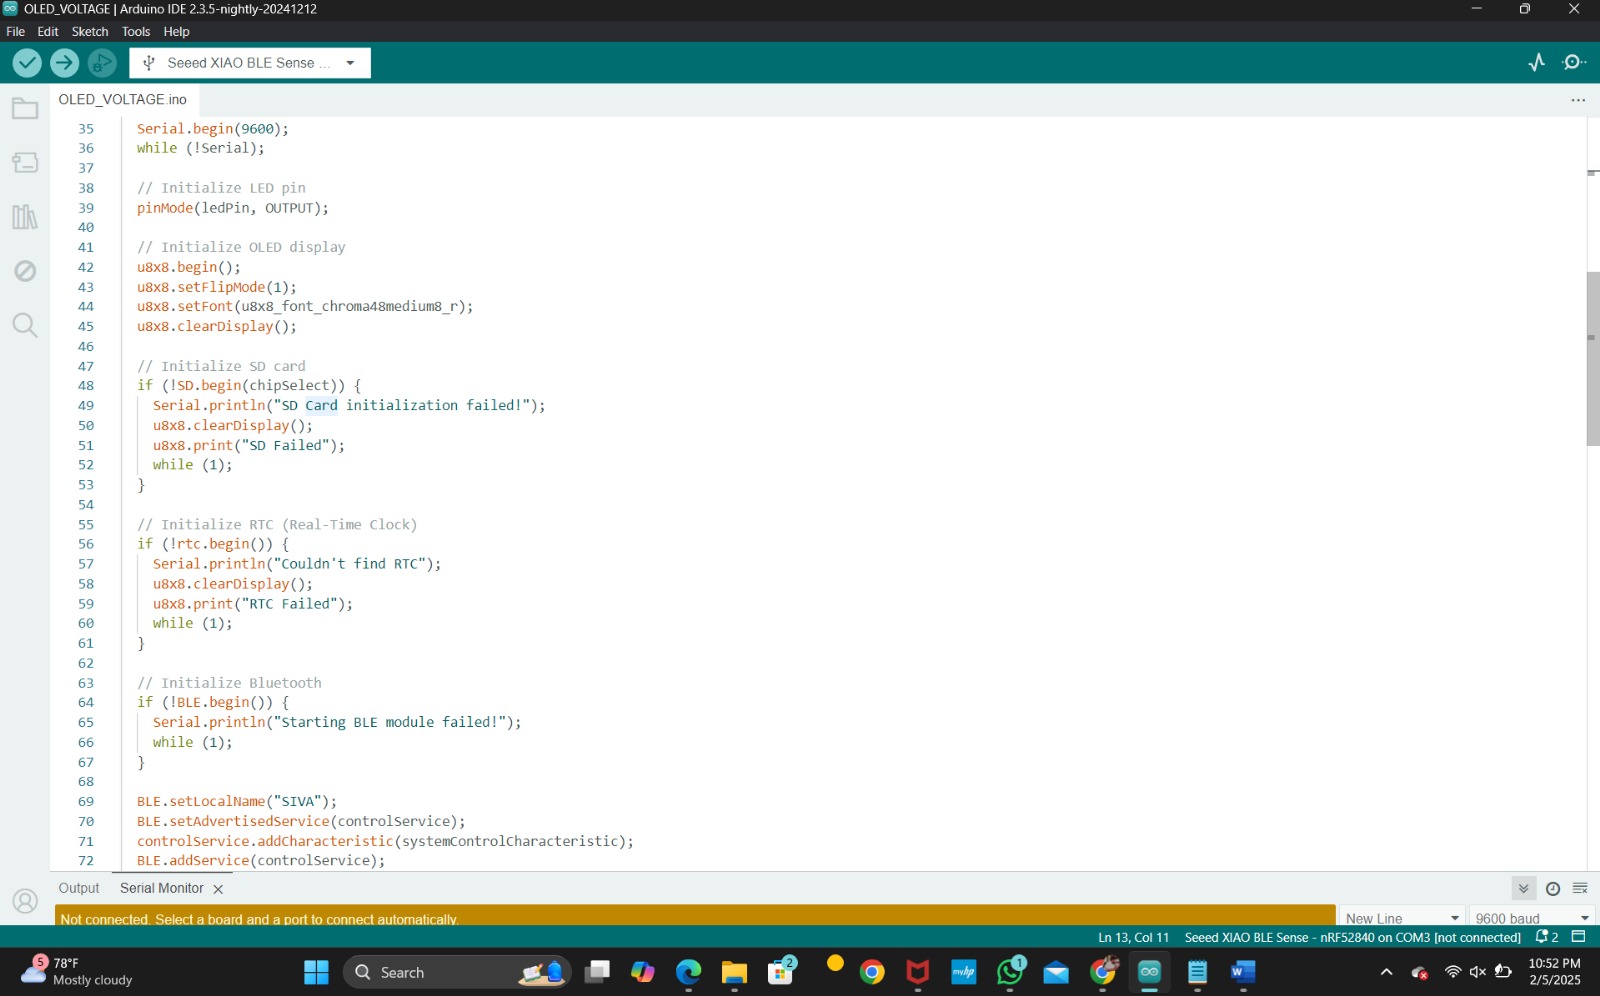 OLED_VOLTAGE | Arduino IDE 2.3.5-nightly-20241212
File Edit Sketch Tools Help
Seeed XIAO BLE Sense ...
OLED_VOLTAGE.ino
35 Serial.begin(9600);
36 while (!Serial);
37
38 // Initialize LED pin
39 pinMode(ledPin, OUTPUT);
40
41 // Initialize OLED display
42 u8x8.begin();
43 u8x8.setFlipMode(1);
44 u8x8.setFont(u8x8_font_chroma48medium8_r);
45 u8x8.clearDisplay();
46
47 // Initialize SD card
48 if (!SD.begin(chipSelect)) {
49 Serial.println("SD Card initialization failed!");
50 u8x8.clearDisplay();
51 u8x8.print("SD Failed");
52 while (1);
53 }
54
55 // Initialize RTC (Real-Time Clock)
56 if (!rtc.begin()) {
57 Serial.println("Couldn't find RTC");
58 u8x8.clearDisplay();
59 u8x8.print("RTC Failed");
60 while (1);
61 }
62
63 // Initialize Bluetooth
64 if (!BLE.begin()) {
65 Serial.println("Starting BLE module failed!");
66 while (1);
67 }
68
69 BLE.setLocalName("SIVA");
70 BLE.setAdvertisedService(controlService);
71 controlService.addCharacteristic(systemControlCharacteristic);
72 BLE.addService(controlService);
Output Serial Monitor
Not connected. Select a board and a port to connect automatically.
New Line 9600 baud
Ln 13, Col 11 Seeed XIAO BLE Sense - nRF52840 on COM3 [not connected] 2
5 78°F
Mostly cloudy
Search
myhp
2
1
10:52 PM
2/5/2025